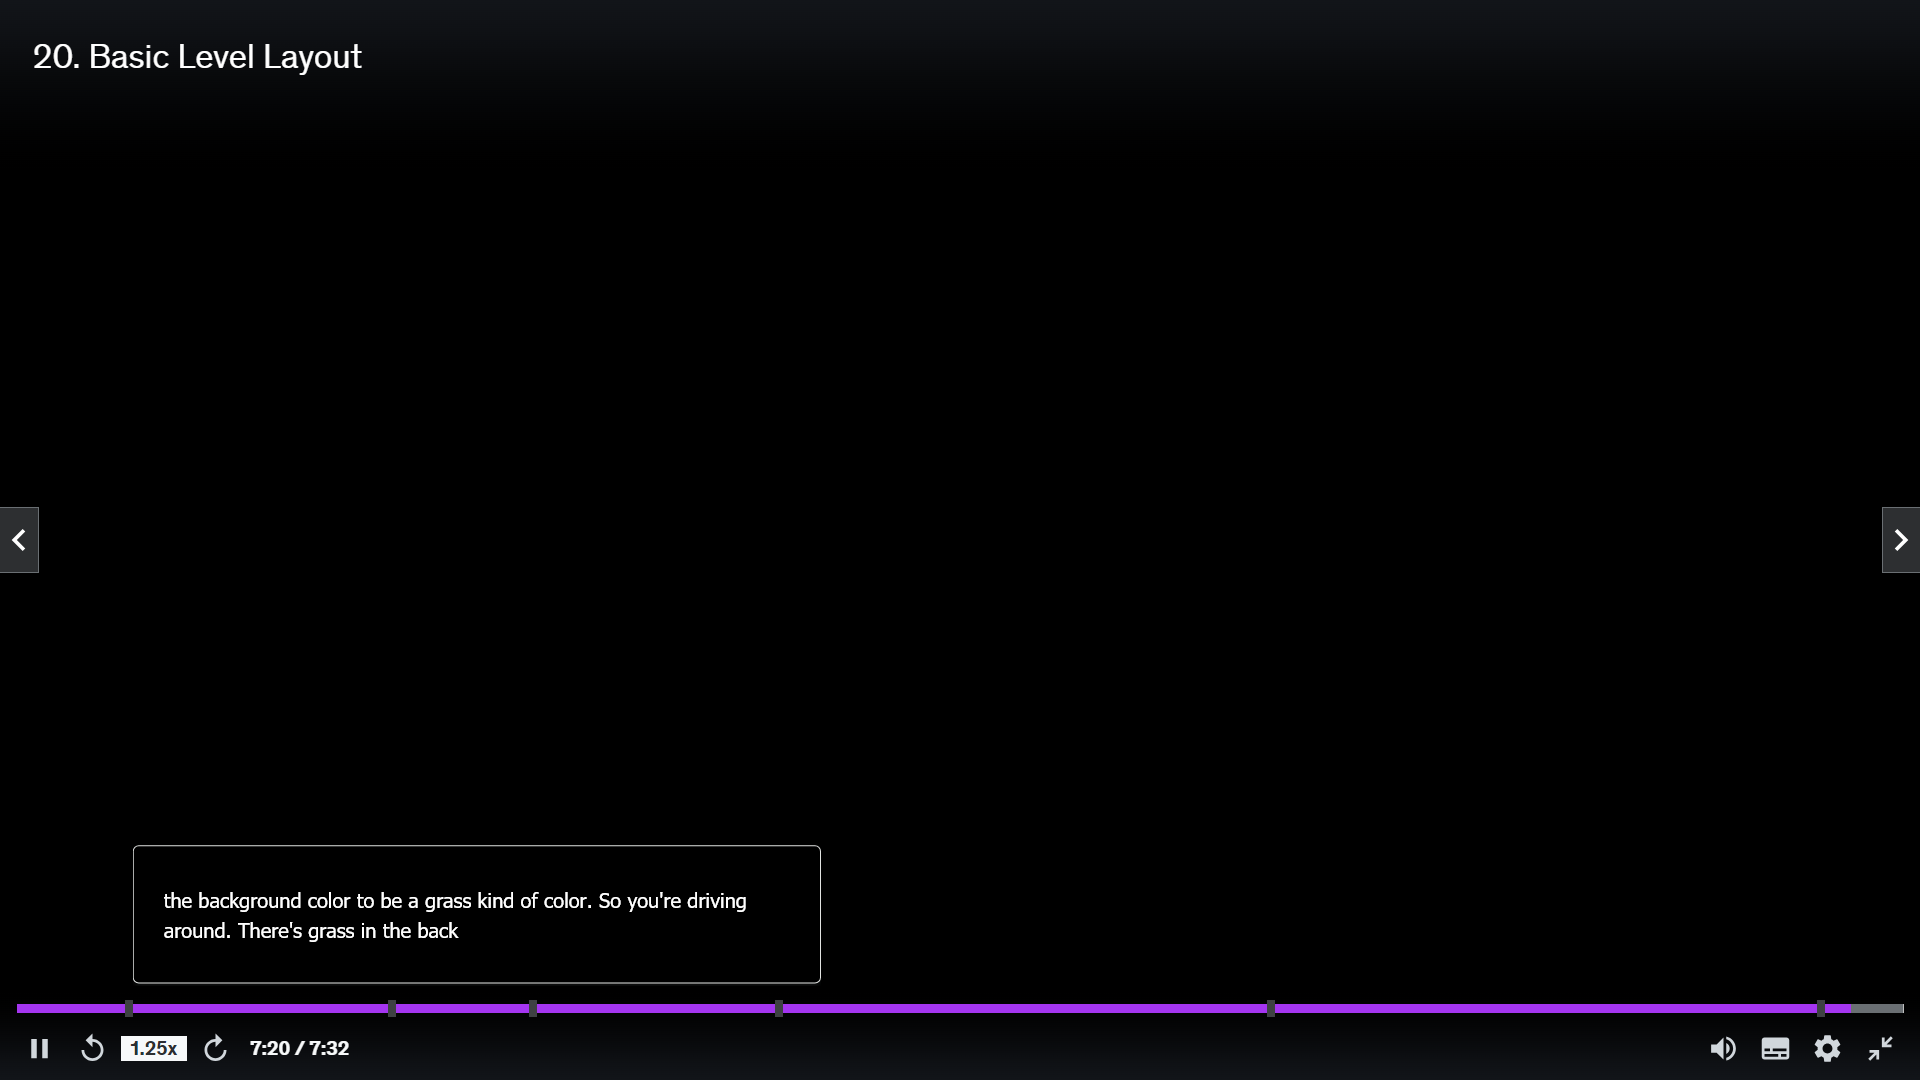 20. Basic Level Layout
the background color to be a grass kind of color. So you're driving
around. There's grass in the back
1.25x
7:20 / 7:32